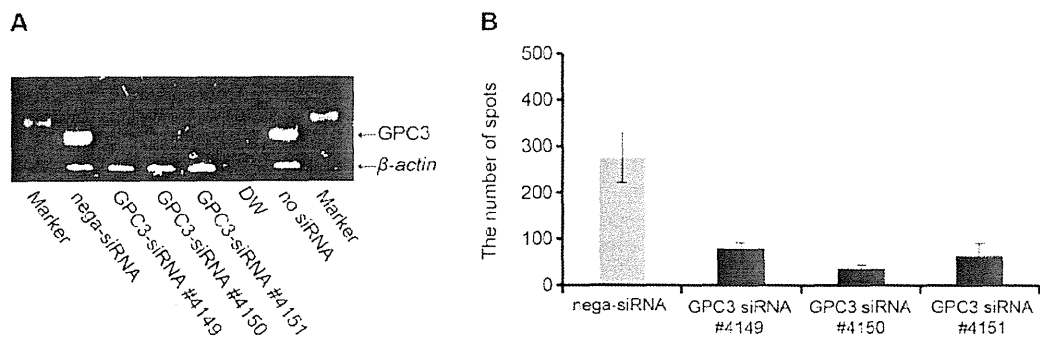 A
←GPC3
←β-actin
Marker
nega-siRNA
GPC3-siRNA #4149
GPC3-siRNA #4150
GPC3-siRNA #4151
DW
no siRNA
Marker
B
The number of spots
500
400
300
200
100
0
nega-siRNA
GPC3 siRNA
#4149
GPC3 siRNA
#4150
GPC3 siRNA
#4151